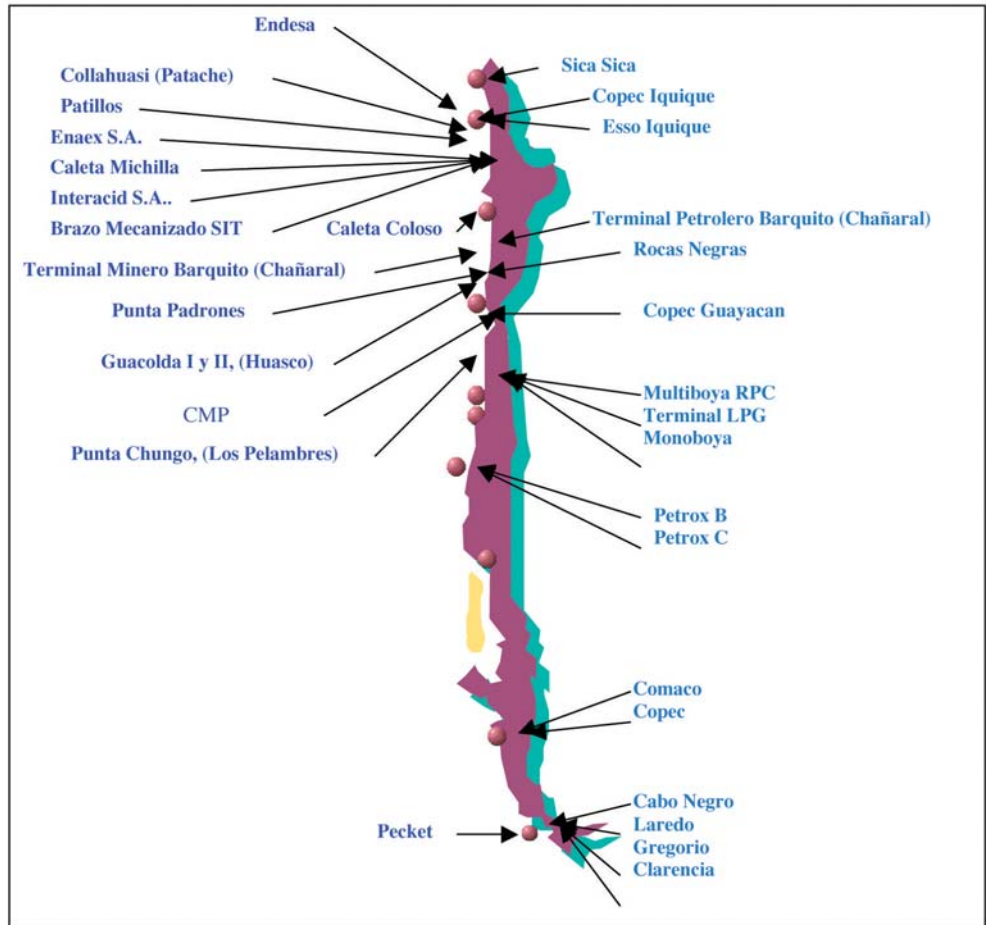 Endesa
Collahuasi (Patache)
Patillos
Enaex S.A.
Caleta Michilla
Interacid S.A..
Brazo Mecanizado SIT
Caleta Coloso
Terminal Minero Barquito (Chañaral)
Punta Padrones
Guacolda I y II, (Huasco)
CMP
Punta Chungo, (Los Pelambres)
Pecket
Sica Sica
Copec Iquique
Esso Iquique
Terminal Petrolero Barquito (Chañaral)
Rocas Negras
Copec Guayacan
Multiboya RPC
Terminal LPG
Monoboya
Petrox B
Petrox C
Comaco
Copec
Cabo Negro
Laredo
Gregorio
Clarencia